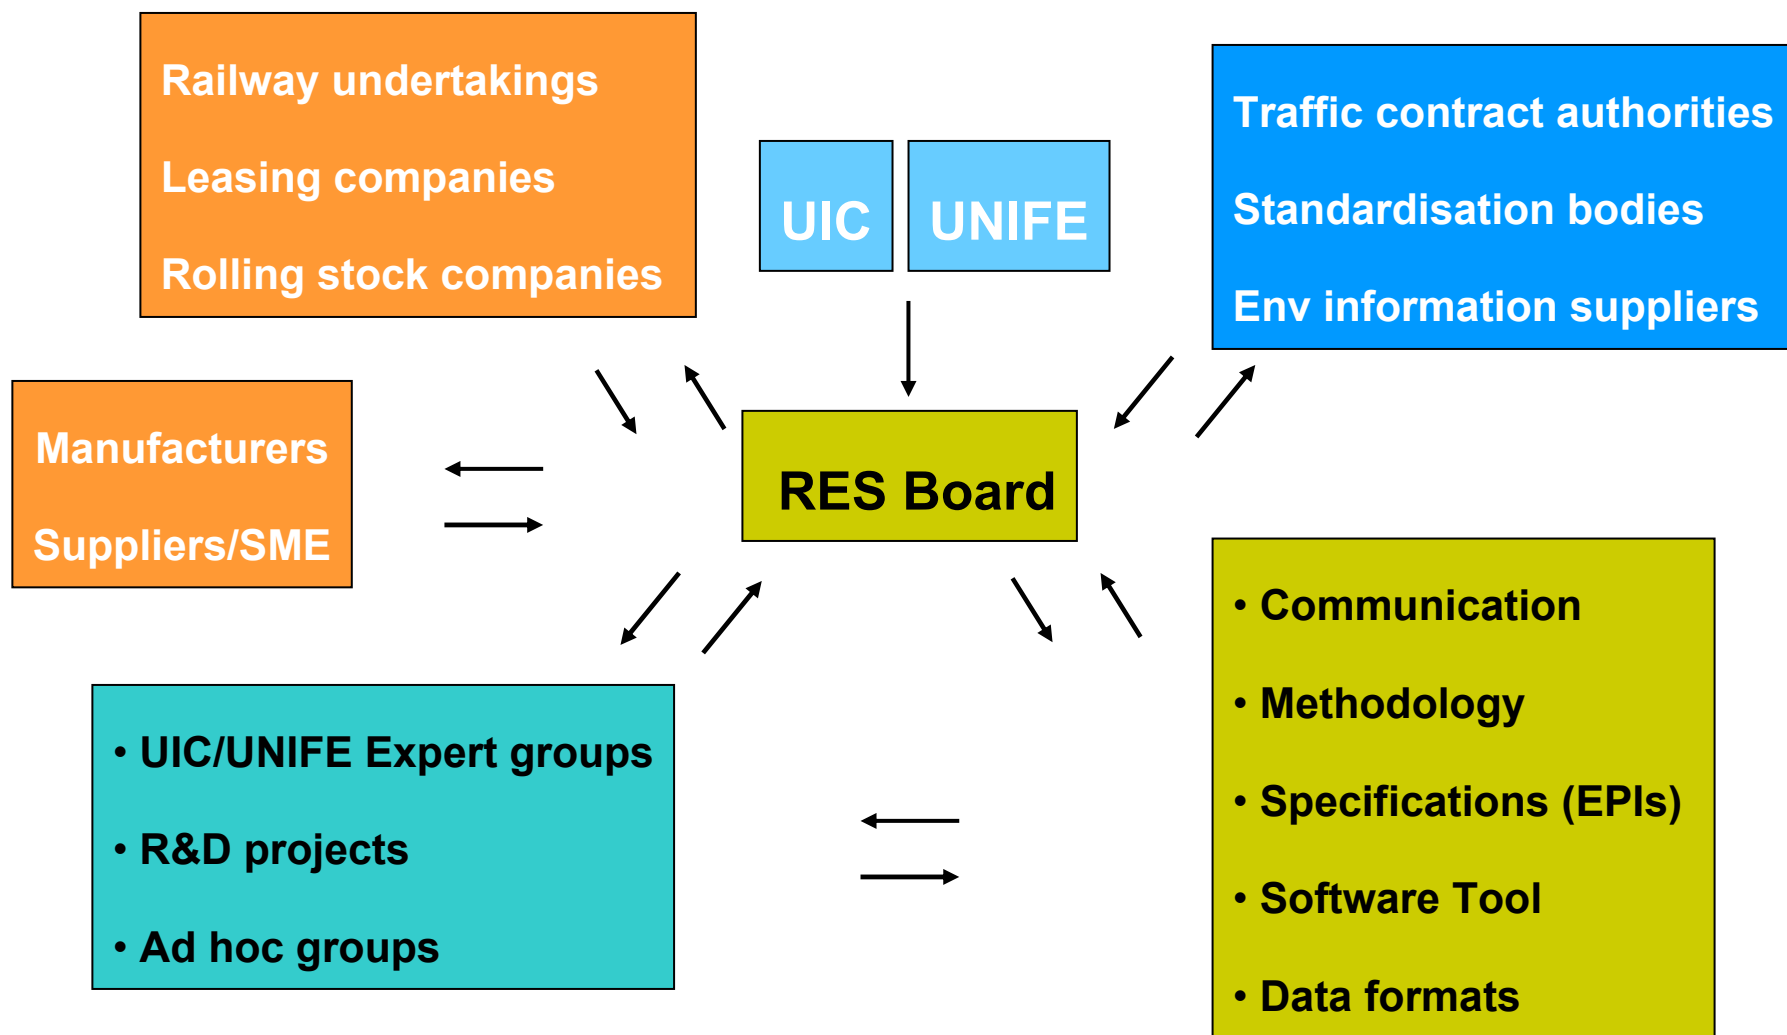 Railway undertakings
Leasing companies
Rolling stock companies
UIC
UNIFE
Traffic contract authorities
Standardisation bodies
Env information suppliers
Manufacturers
Suppliers/SME
RES Board
• UIC/UNIFE Expert groups
• R&D projects
• Ad hoc groups
• Communication
• Methodology
• Specifications (EPIs)
• Software Tool
• Data formats